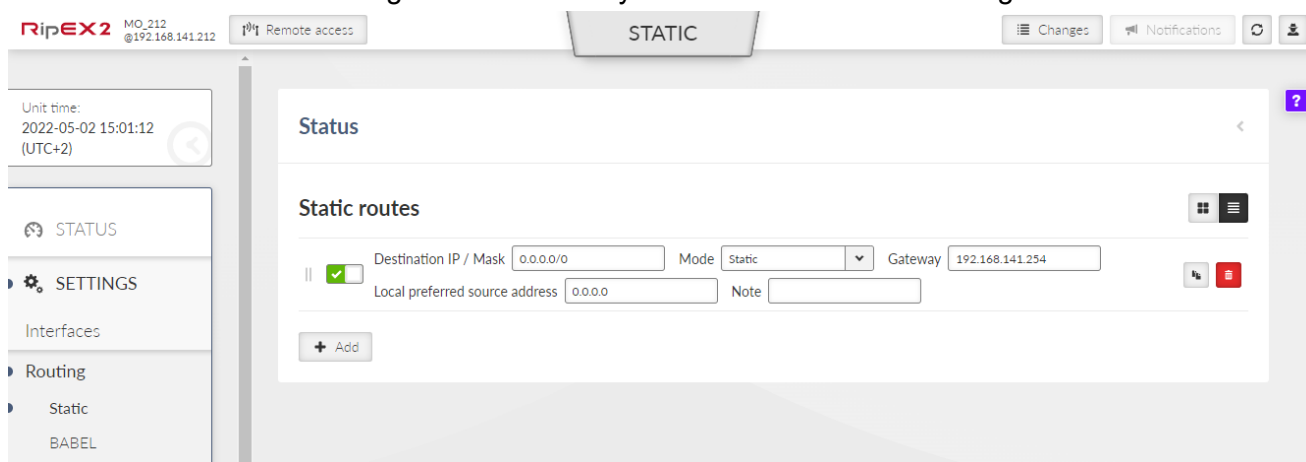 RipEX2 MO_212 @192.168.141.212 Remote access STATIC Changes Notifications
?
Unit time:
2022-05-02 15:01:12
(UTC+2)
Status
STATUS
Static routes
Destination IP / Mask 0.0.0.0/0 Mode Static Gateway 192.168.141.254
Local preferred source address 0.0.0.0 Note
SETTINGS
Interfaces
+ Add
Routing
Static
BABEL